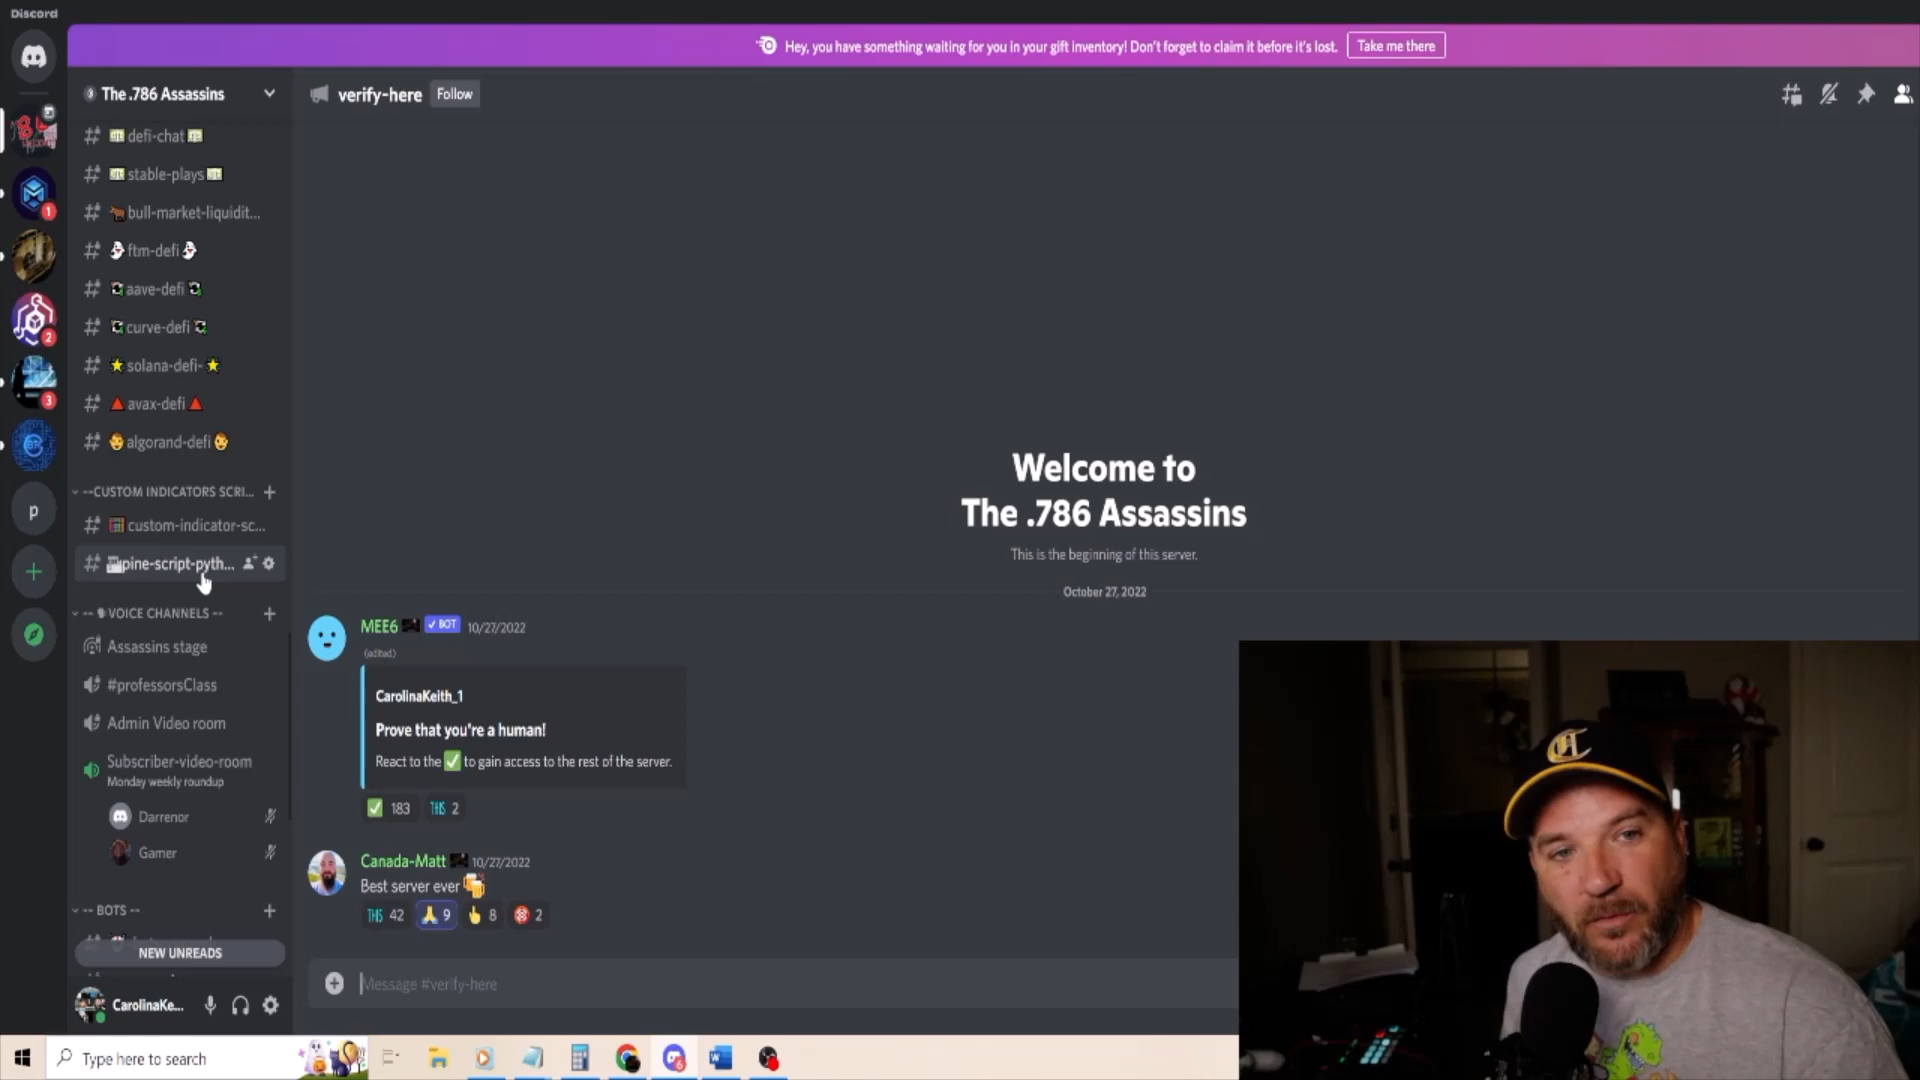 Discord
Hey, you have something waiting for you in your gift inventory! Don't forget to claim it before it's lost.
Take me there
The .786 Assassins
verify-here
Follow
defi-chat
stable-plays
bull-market-liquidit...
ftm-defi
aave-defi
curve-defi
solana-defi-
avax-defi
algorand-defi
--CUSTOM INDICATORS SCRI...
custom-indicator-sc...
pine-script-pyth...
-- VOICE CHANNELS --
Assassins stage
#professorsClass
Admin Video room
Subscriber-video-room
Monday weekly roundup
Darrenor
Gamer
-- BOTS --
NEW UNREADS
CarolinaKe...
1
2
3
p
Welcome to
The .786 Assassins
This is the beginning of this server.
October 27, 2022
MEE6 ✓ BOT 10/27/2022
(edited)
CarolinaKeith_1
Prove that you're a human!
React to the ✅ to gain access to the rest of the server.
183 THIS 2
Canada-Matt 10/27/2022
Best server ever
THIS 42 9 8 2
Message #verify-here
Type here to search